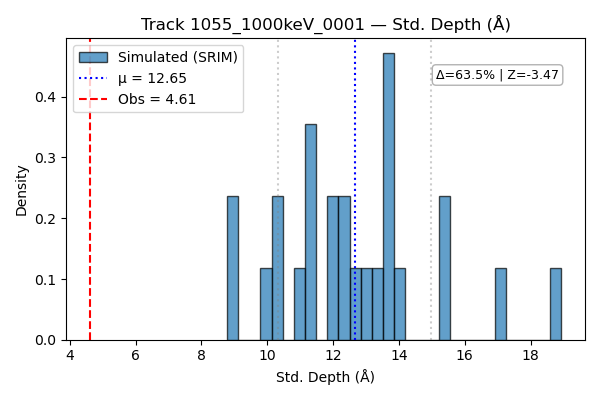 Track 1055_1000keV_0001 — Std. Depth (Å)
Simulated (SRIM)
μ = 12.65
Obs = 4.61
Δ=63.5% | Z=-3.47
Density
0.4
0.3
0.2
0.1
0.0
4 6 8 10 12 14 16 18
Std. Depth (Å)